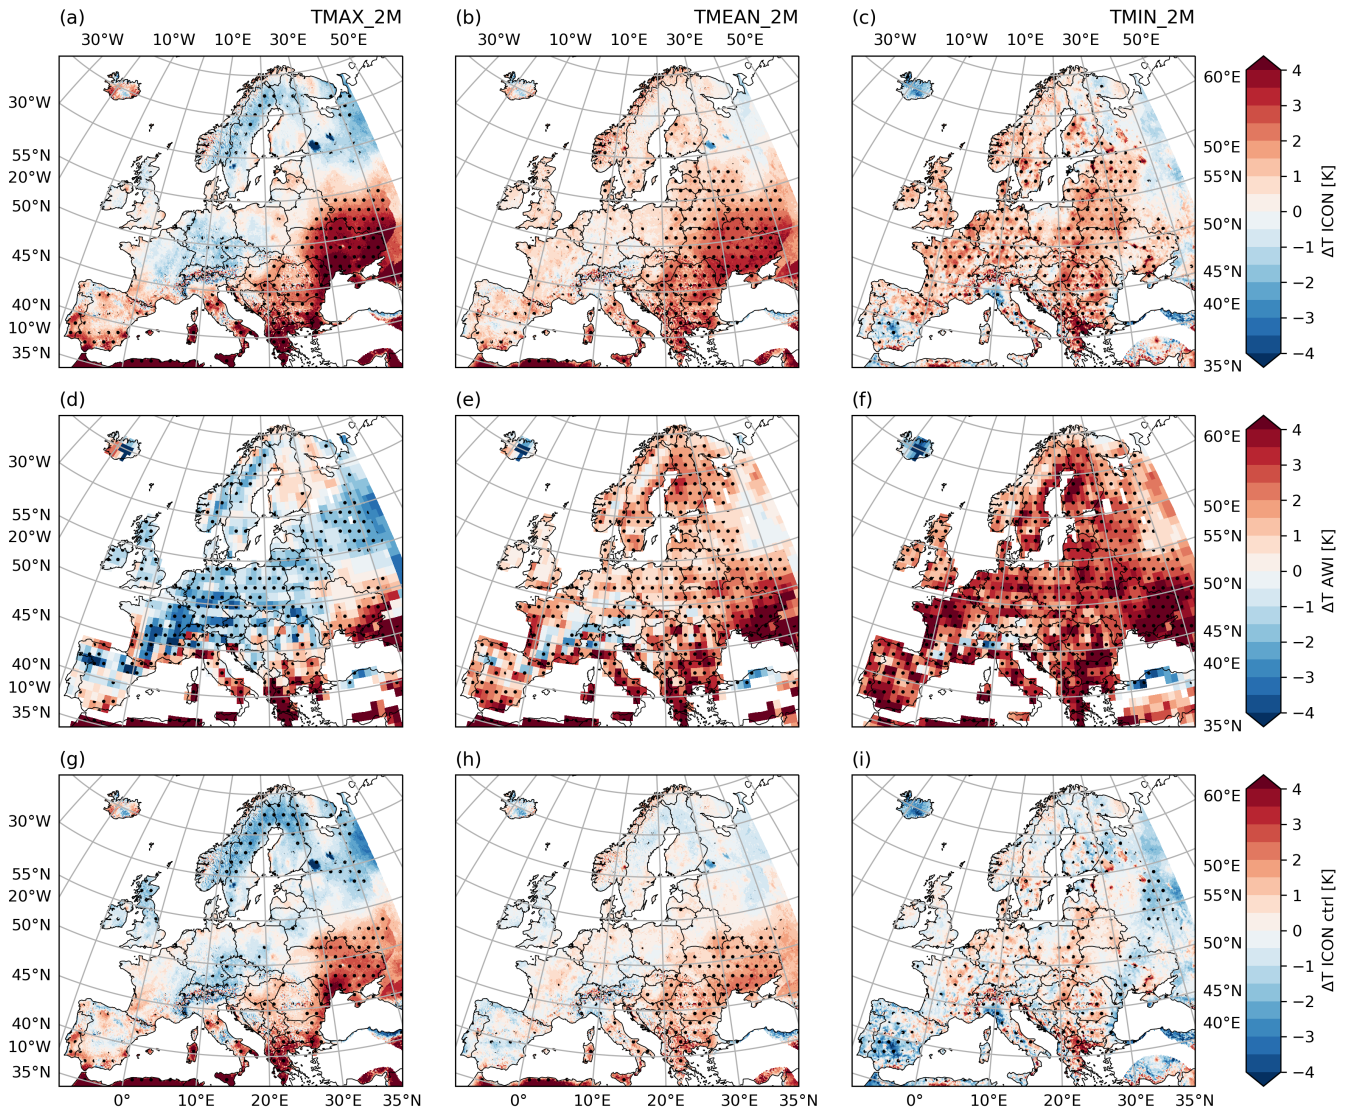 (a) TMAX_2M (b) TMEAN_2M (c) TMIN_2M
30°W 10°W 10°E 30°E 50°E 30°W 10°W 10°E 30°E 50°E 30°W 10°W 10°E 30°E 50°E
30°W
55°N
20°W
50°N
45°N
40°N
10°W
35°N
60°E
50°E
55°N
50°N
45°N
40°E
35°N
4
3
2
1
0
−1
−2
−3
−4
ΔT ICON [K]
(d) (e) (f)
30°W
55°N
20°W
50°N
45°N
40°N
10°W
35°N
60°E
50°E
55°N
50°N
45°N
40°E
35°N
4
3
2
1
0
−1
−2
−3
−4
ΔT AWI [K]
(g) (h) (i)
30°W
55°N
20°W
50°N
45°N
40°N
10°W
35°N
60°E
50°E
55°N
50°N
45°N
40°E
4
3
2
1
0
−1
−2
−3
−4
ΔT ICON ctrl [K]
0° 10°E 20°E 30°E 35°N 0° 10°E 20°E 30°E 35°N 0° 10°E 20°E 30°E 35°N